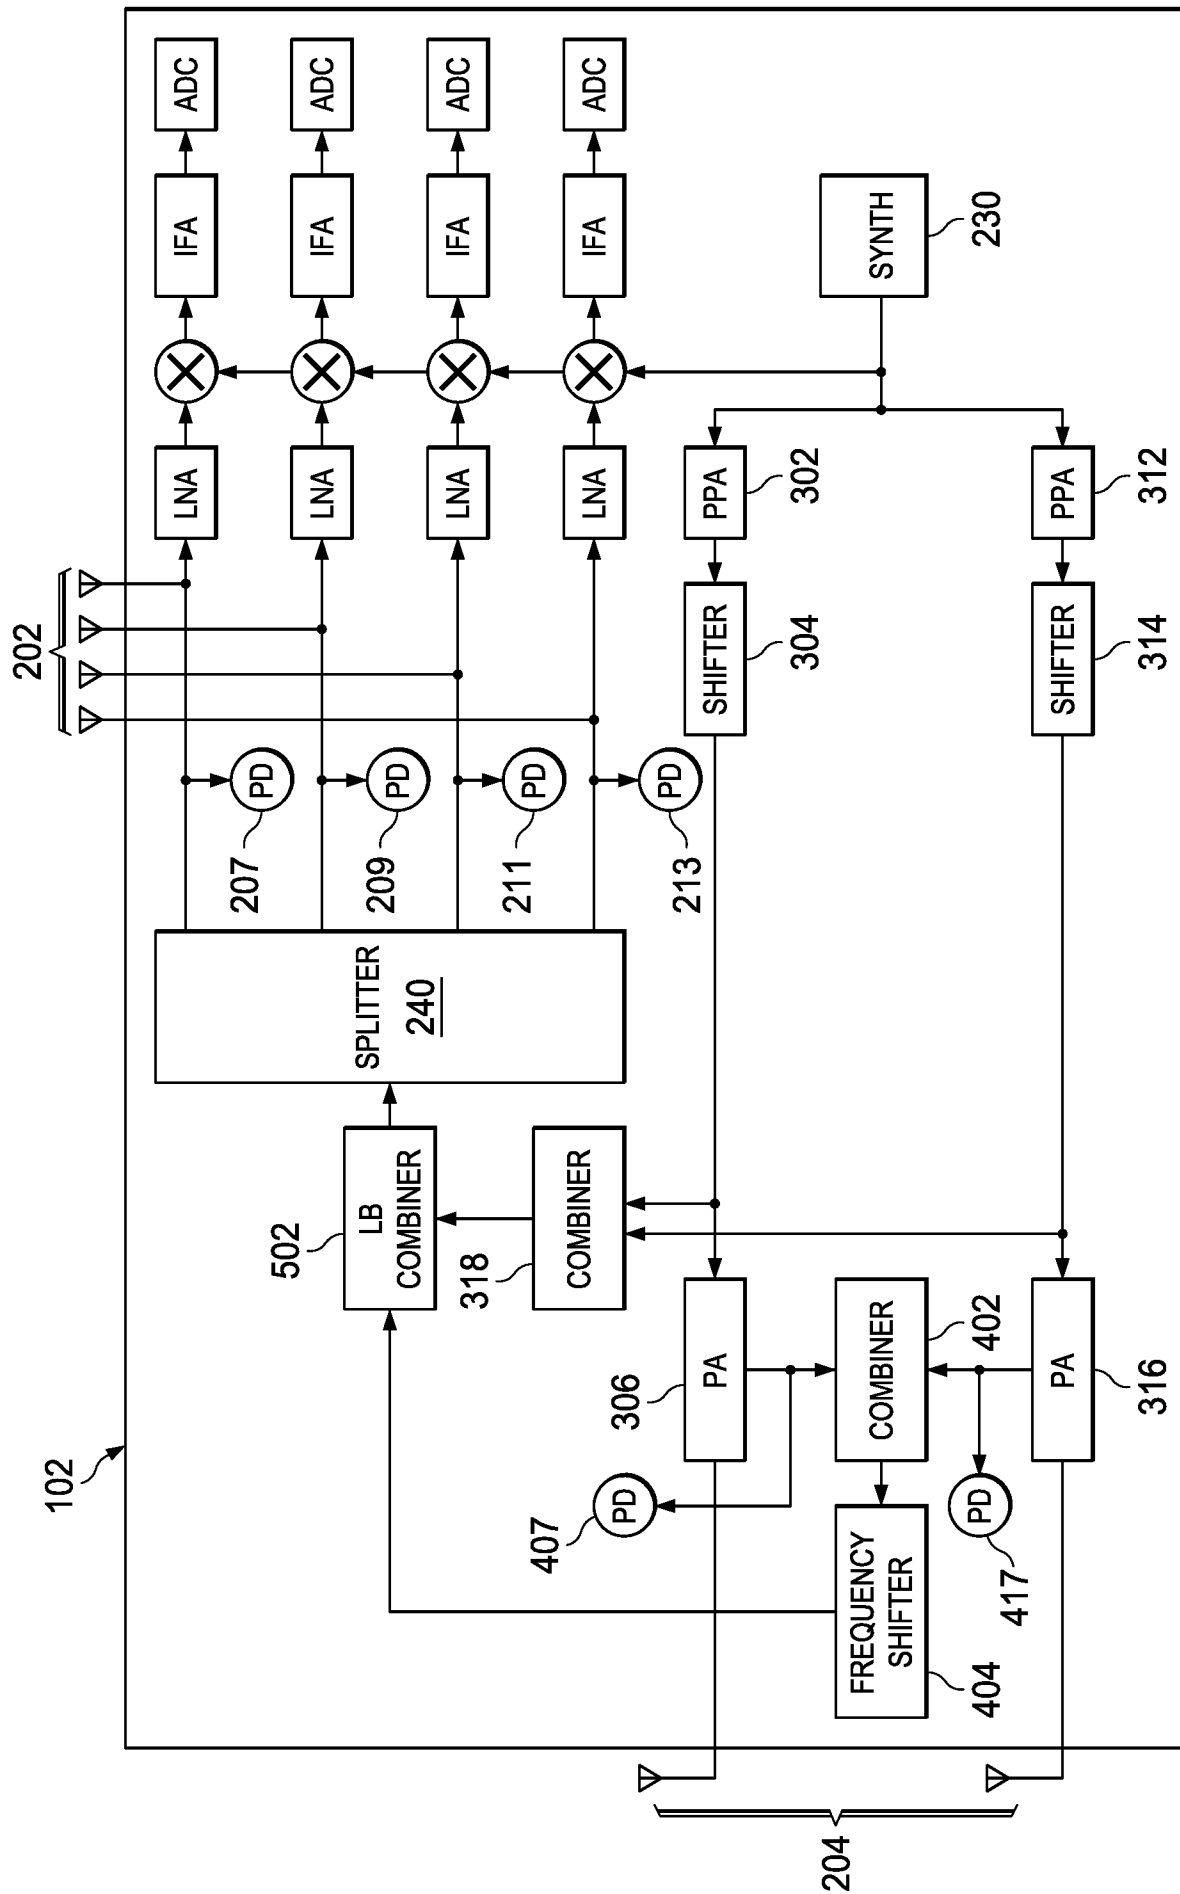 102
204
202
502
LB
COMBINER
SPLITTER
240
207
PD
209
PD
211
PD
213
PD
LNA
LNA
LNA
LNA
IFA
IFA
IFA
IFA
ADC
ADC
ADC
ADC
318
COMBINER
407
PD
306
PA
SHIFTER
304
PPA
302
SYNTH
230
FREQUENCY
SHIFTER
404
COMBINER
402
PD
417
PA
316
SHIFTER
314
PPA
312